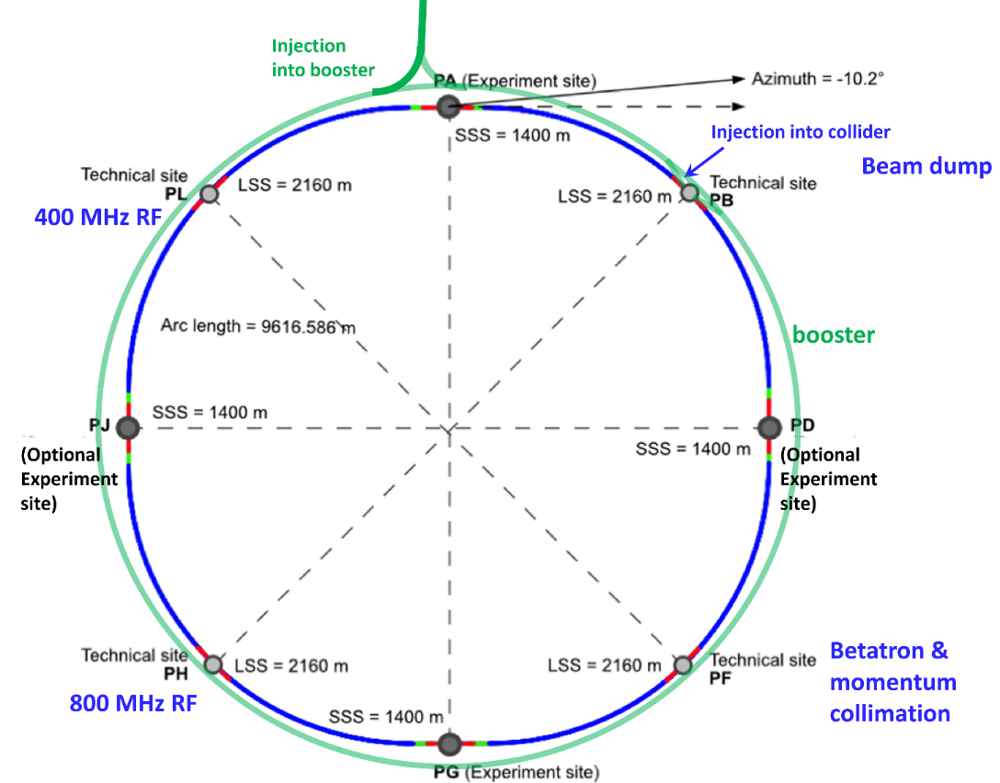 Injection
into booster
PA (Experiment site)
Azimuth = -10.2°
SSS = 1400 m
Injection into collider
Beam dump
Technical site
PL
LSS = 2160 m
400 MHz RF
LSS = 2160 m
Technical site
PB
Arc length = 9616.586 m
booster
SSS = 1400 m
PJ
(Optional
Experiment
site)
PD
SSS = 1400 m
(Optional
Experiment
site)
Technical site
PH
LSS = 2160 m
800 MHz RF
LSS = 2160 m
Technical site
PF
Betatron &
momentum
collimation
SSS = 1400 m
PG (Experiment site)